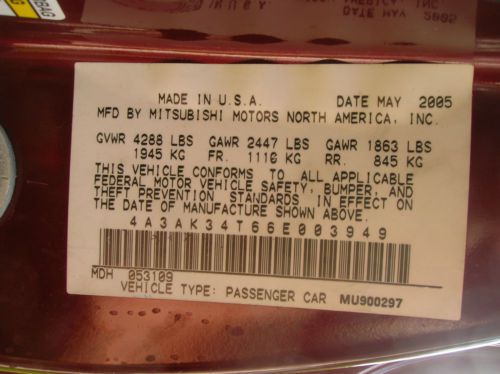 MADE IN U.S.A. DATE MAY 2005
MFD BY MITSUBISHI MOTORS NORTH AMERICA, INC.
GVWR 4288 LBS GAWR 2447 LBS GAWR 1863 LBS
1945 KG FR. 1110 KG RR. 845 KG
THIS VEHICLE CONFORMS TO ALL APPLICABLE
FEDERAL MOTOR VEHICLE SAFETY, BUMPER, AND
THEFT PREVENTION STANDARDS IN EFFECT ON
THE DATE OF MANUFACTURE SHOWN ABOVE.
4A3AK34T66E003949
MDH 053109
VEHICLE TYPE: PASSENGER CAR MU900297